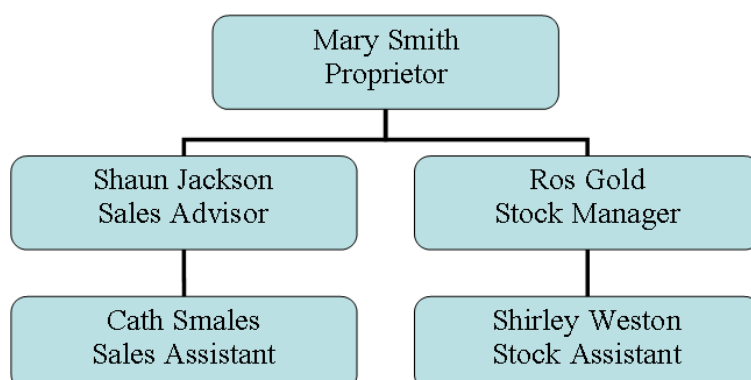 Mary Smith
Proprietor
Shaun Jackson
Sales Advisor
Ros Gold
Stock Manager
Cath Smales
Sales Assistant
Shirley Weston
Stock Assistant